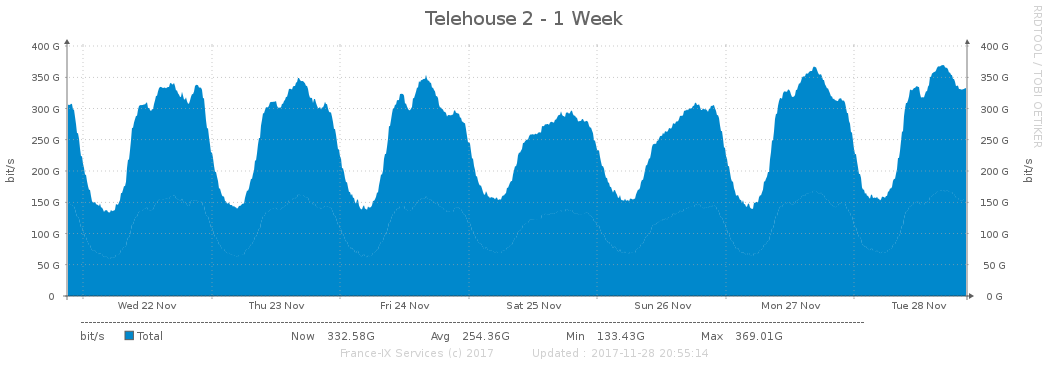 Telehouse 2 - 1 Week
RRDTOOL / TOBI OETIKER
400 G 400 G
350 G 350 G
300 G 300 G
250 G 250 G
200 G 200 G
150 G 150 G
100 G 100 G
50 G 50 G
0 0 G
bit/s bit/s
Wed 22 Nov Thu 23 Nov Fri 24 Nov Sat 25 Nov Sun 26 Nov Mon 27 Nov Tue 28 Nov
bit/s Total Now 332.58G Avg 254.36G Min 133.43G Max 369.01G
France-IX Services (c) 2017 Updated : 2017-11-28 20:55:14